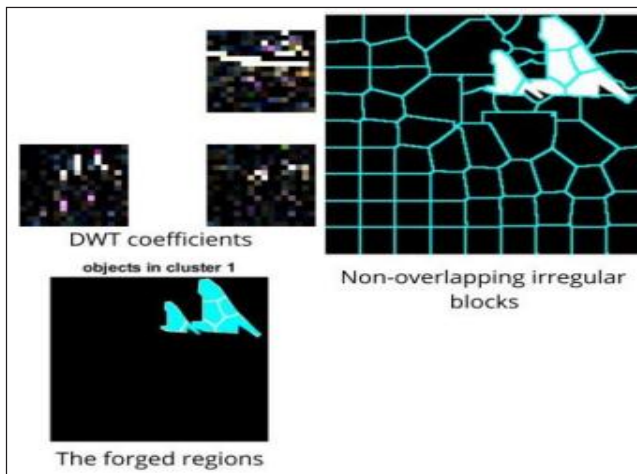 DWT coefficients
objects in cluster 1
Non-overlapping irregular
blocks
The forged regions